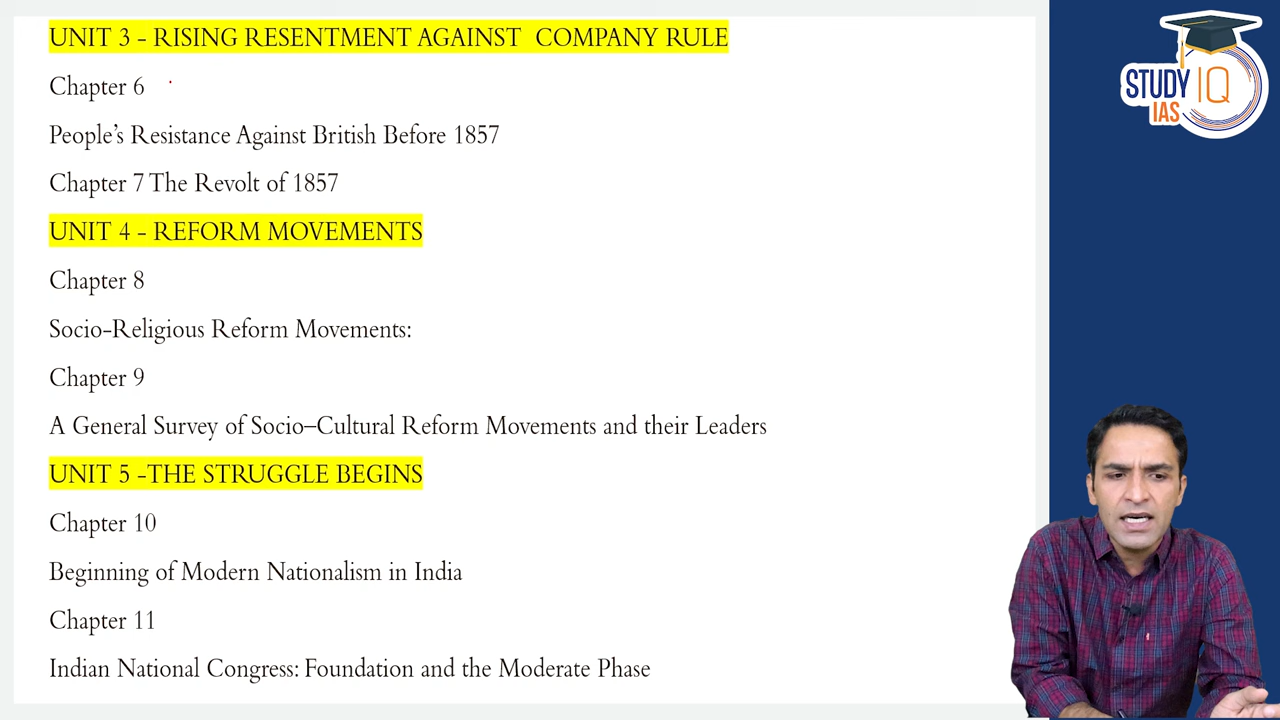 UNIT 3 - RISING RESENTMENT AGAINST COMPANY RULE
Chapter 6
People’s Resistance Against British Before 1857
Chapter 7 The Revolt of 1857
UNIT 4 - REFORM MOVEMENTS
Chapter 8
Socio-Religious Reform Movements:
Chapter 9
A General Survey of Socio–Cultural Reform Movements and their Leaders
UNIT 5 -THE STRUGGLE BEGINS
Chapter 10
Beginning of Modern Nationalism in India
Chapter 11
Indian National Congress: Foundation and the Moderate Phase
STUDY IQ
IAS